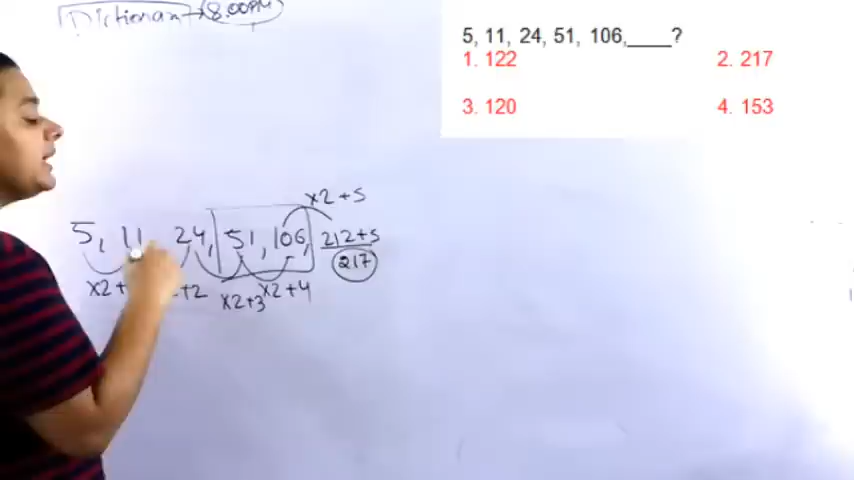 Dictionary → 8.00PM
5, 11, 24, 51, 106,____?
1. 122 2. 217
3. 120 4. 153
x2+5
5, 11 24, 51, 106, 212+5
217
x2+ +2 x2+3 x2+4